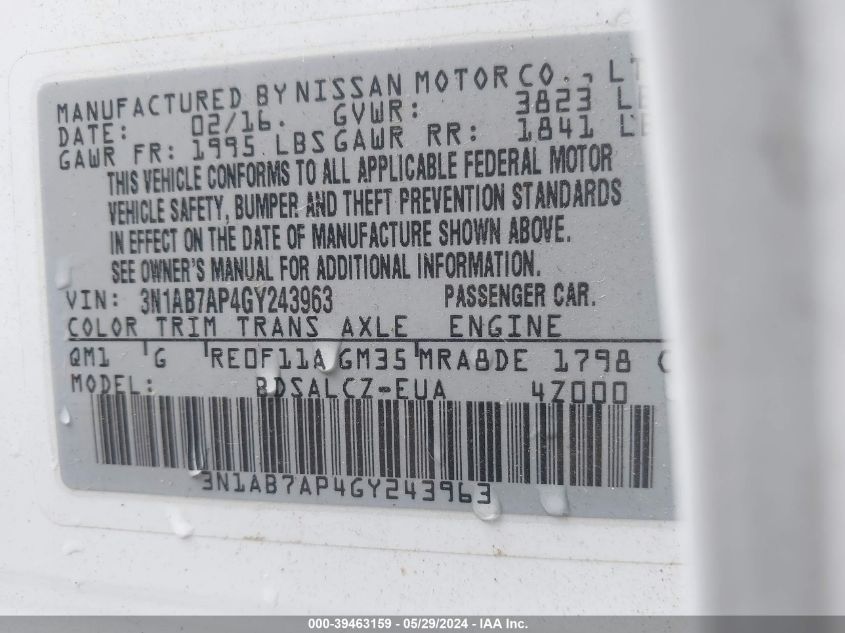 MANUFACTURED BY NISSAN MOTOR CO., LT
DATE: 02/16. GVWR: 3823 LB
GAWR FR: 1995 LBS GAWR RR: 1841 LB
THIS VEHICLE CONFORMS TO ALL APPLICABLE FEDERAL MOTOR
VEHICLE SAFETY, BUMPER AND THEFT PREVENTION STANDARDS
IN EFFECT ON THE DATE OF MANUFACTURE SHOWN ABOVE.
SEE OWNER'S MANUAL FOR ADDITIONAL INFORMATION.
VIN: 3N1AB7AP4GY243963 PASSENGER CAR.
COLOR TRIM TRANS AXLE ENGINE
QM1 G RE0F11A GM35 MRA8DE 1798 C
MODEL: BDSALCZ-EUA 4Z000
3N1AB7AP4GY243963
000-39463159 - 05/29/2024 - IAA Inc.